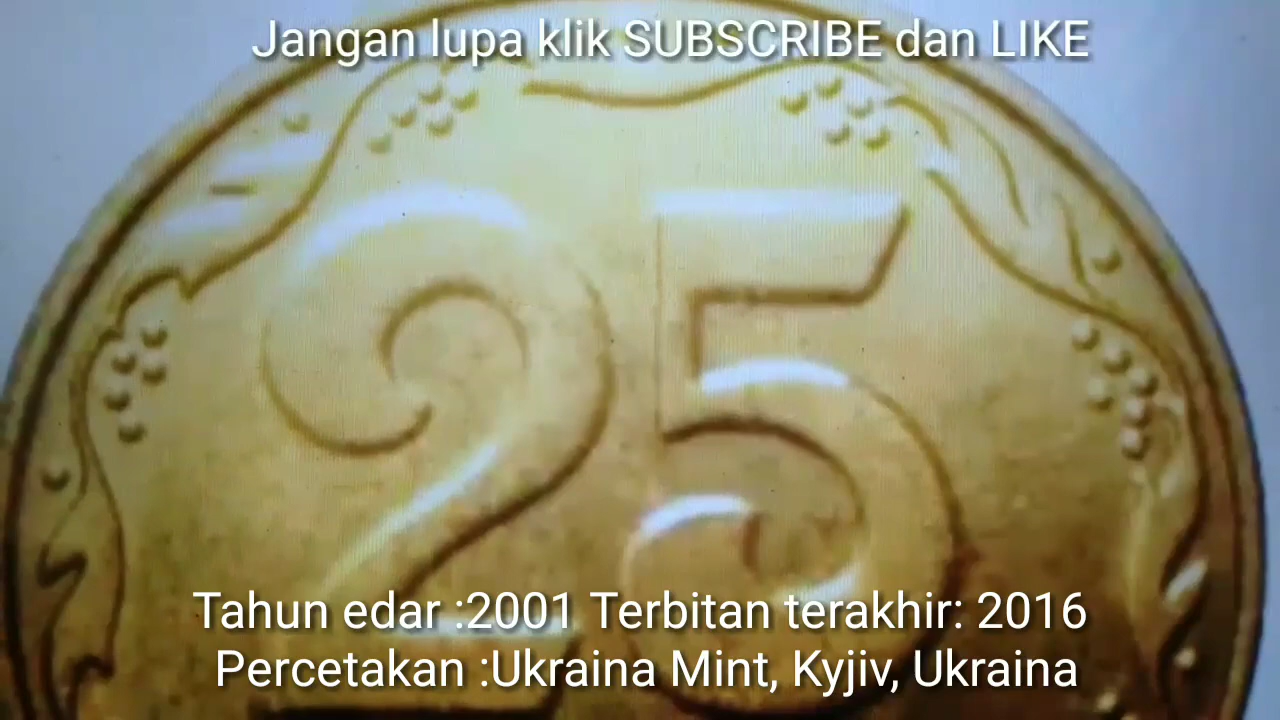 Jangan lupa klik SUBSCRIBE dan LIKE
25
Tahun edar :2001 Terbitan terakhir: 2016
Percetakan :Ukraina Mint, Kyjiv, Ukraina